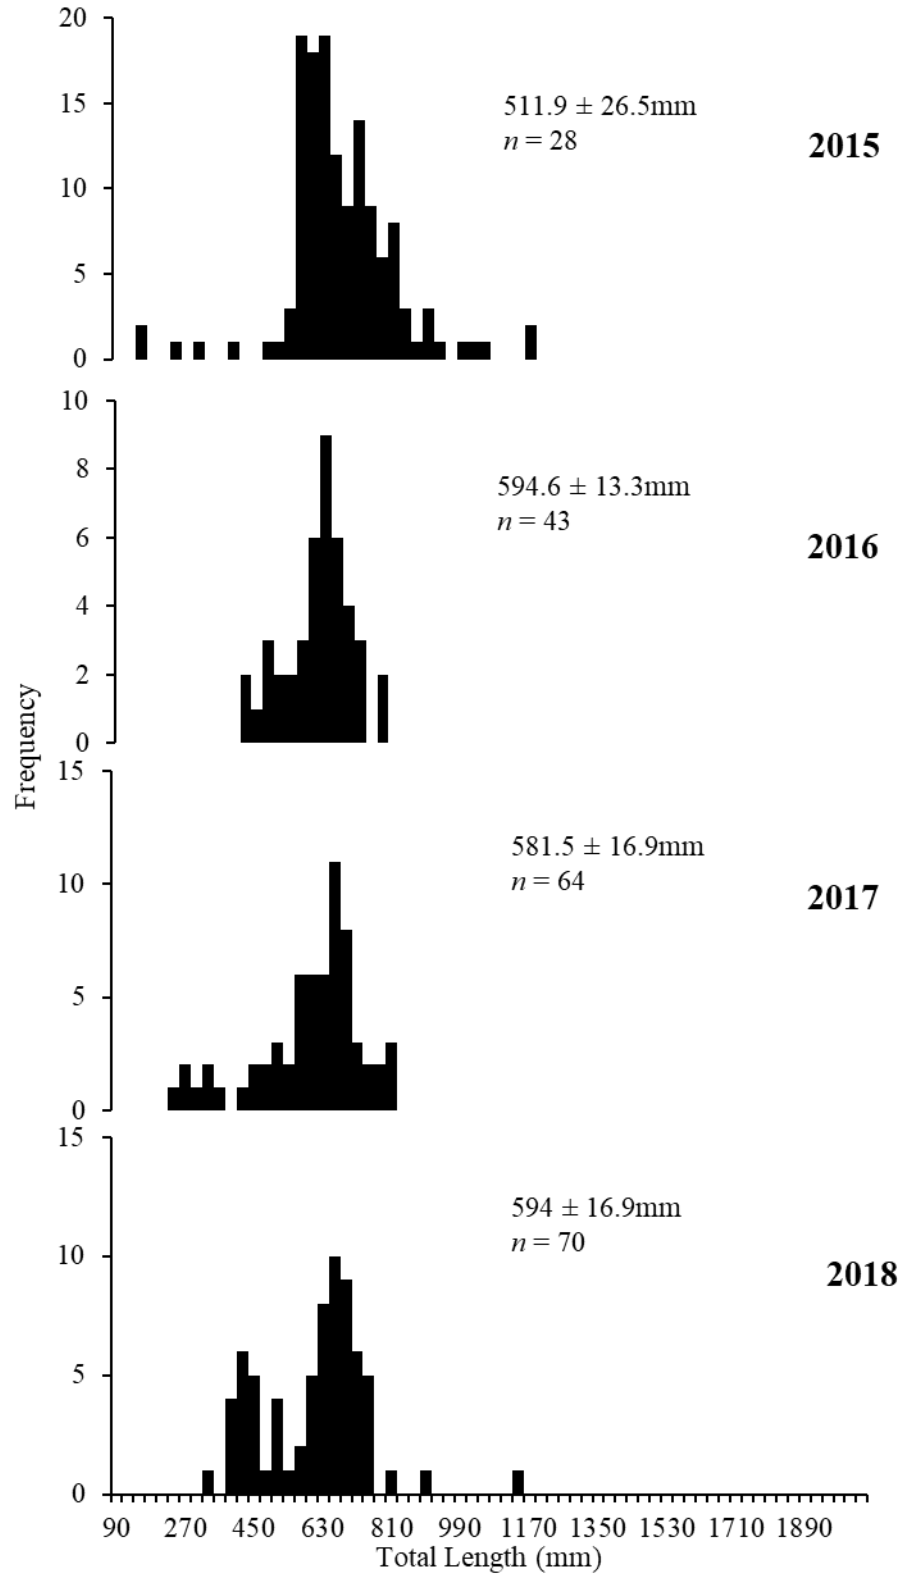 20
15
10
5
0
511.9 ± 26.5mm
n = 28
2015
10
8
6
4
2
0
594.6 ± 13.3mm
n = 43
2016
Frequency
15
10
5
0
581.5 ± 16.9mm
n = 64
2017
15
10
5
0
594 ± 16.9mm
n = 70
2018
90 270 450 630 810 990 1170 1350 1530 1710 1890
Total Length (mm)